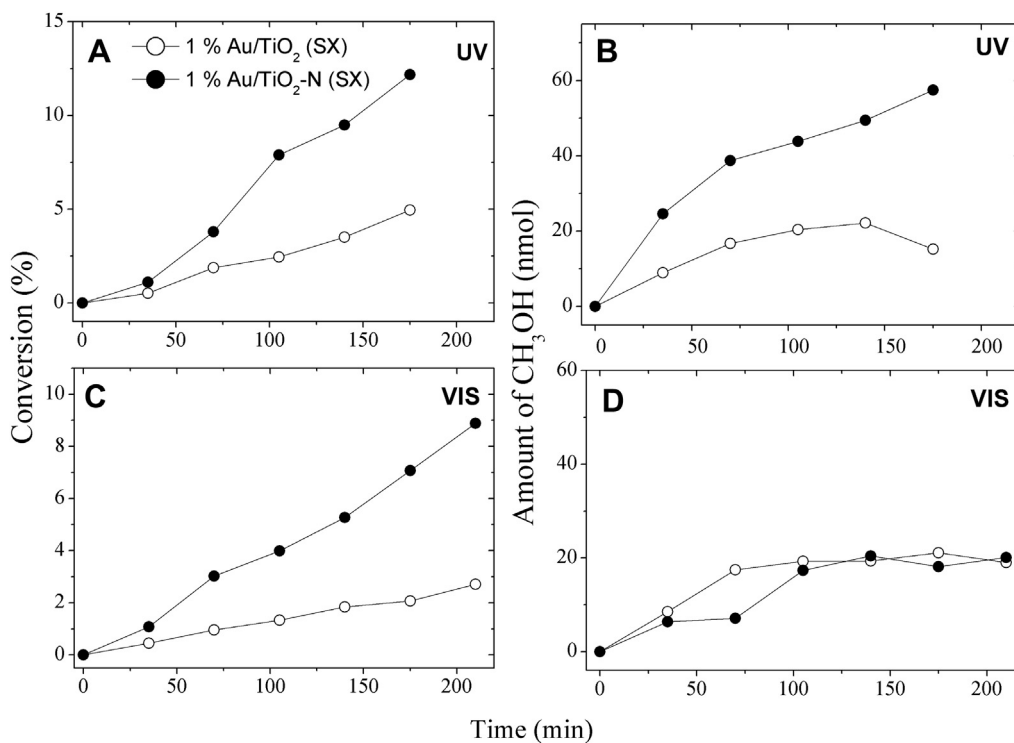 A
1 % Au/TiO₂ (SX)
1 % Au/TiO₂-N (SX)
UV
15
10
5
0
0 50 100 150 200
B
UV
60
40
20
0
0 50 100 150 200
C
VIS
10
8
6
4
2
0
0 50 100 150 200
D
VIS
60
40
20
0
0 50 100 150 200
Conversion (%)
Amount of CH₃OH (nmol)
Time (min)